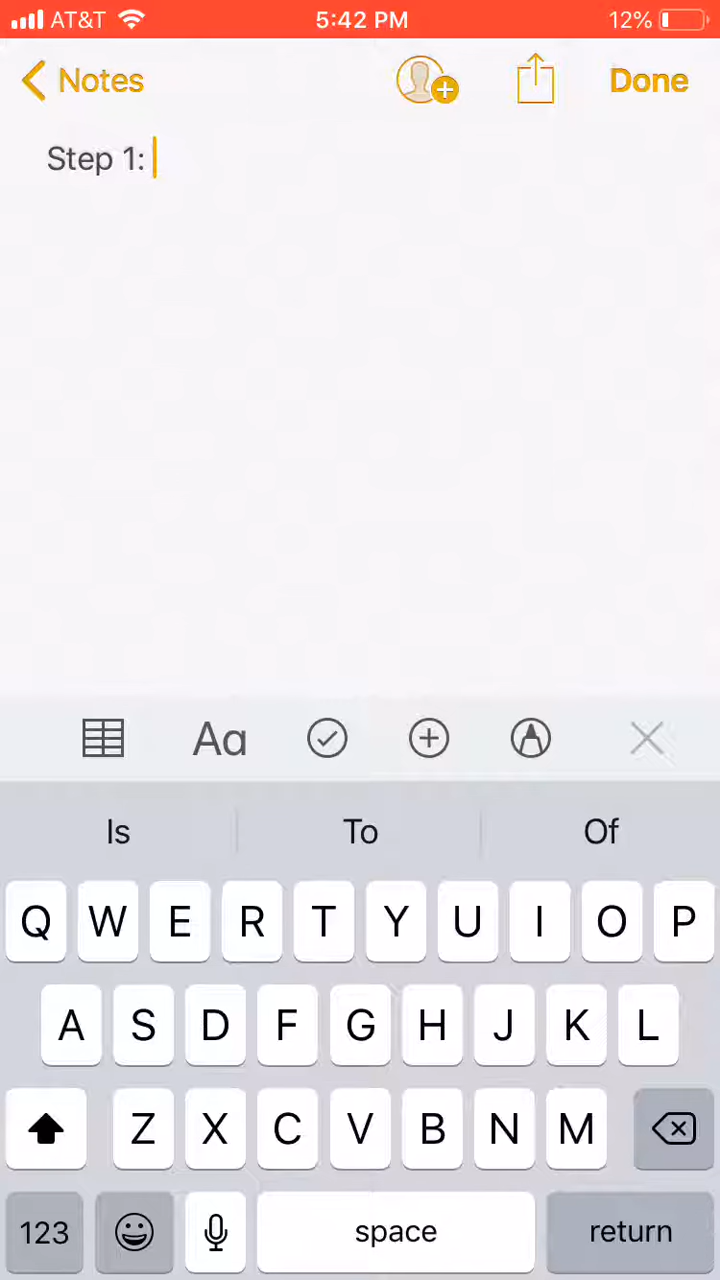 AT&T 5:42 PM 12%
Notes Done
Step 1:
Aa
Is To Of
Q W E R T Y U I O P
A S D F G H J K L
Z X C V B N M
123 space return